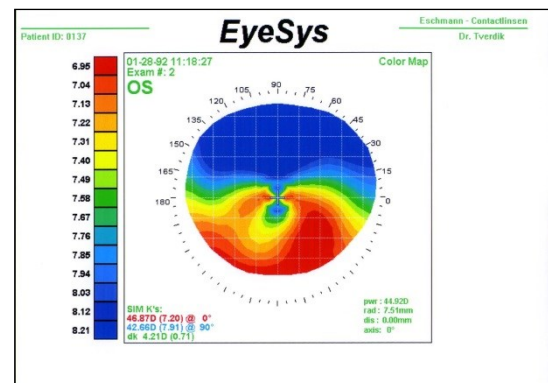 Patient ID: 0137
EyeSys
Eschmann - Contactlinsen
Dr. Tverdik
01-28-92 11:18:27
Exam #: 2
OS
Color Map
6.95
7.04
7.13
7.22
7.31
7.40
7.49
7.58
7.67
7.76
7.85
7.94
8.03
8.12
8.21
90
105
75
120
60
135
45
150
30
165
15
180
0
SIM K's:
46.87D (7.20) @ 0°
42.66D (7.91) @ 90°
dk 4.21D (0.71)
pwr : 44.92D
rad : 7.51mm
dis : 0.00mm
axis: 0°